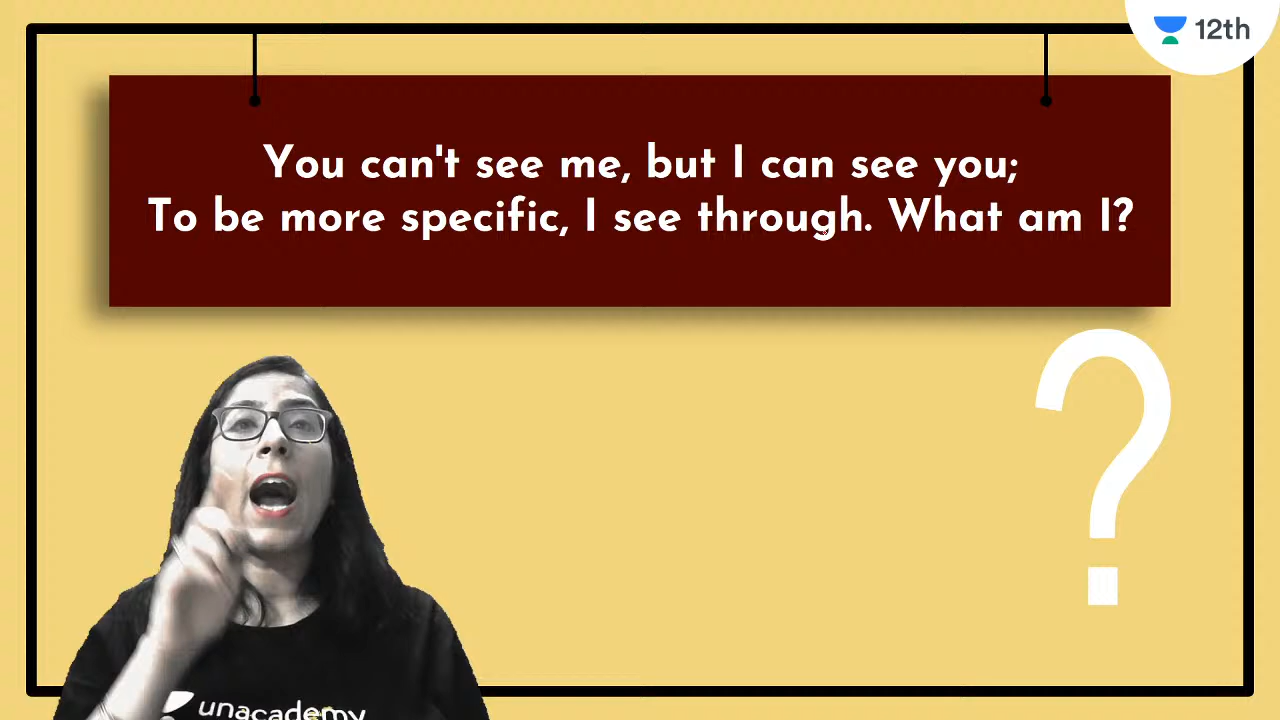 12th
You can't see me, but I can see you;
To be more specific, I see through. What am I?
?
unacademy